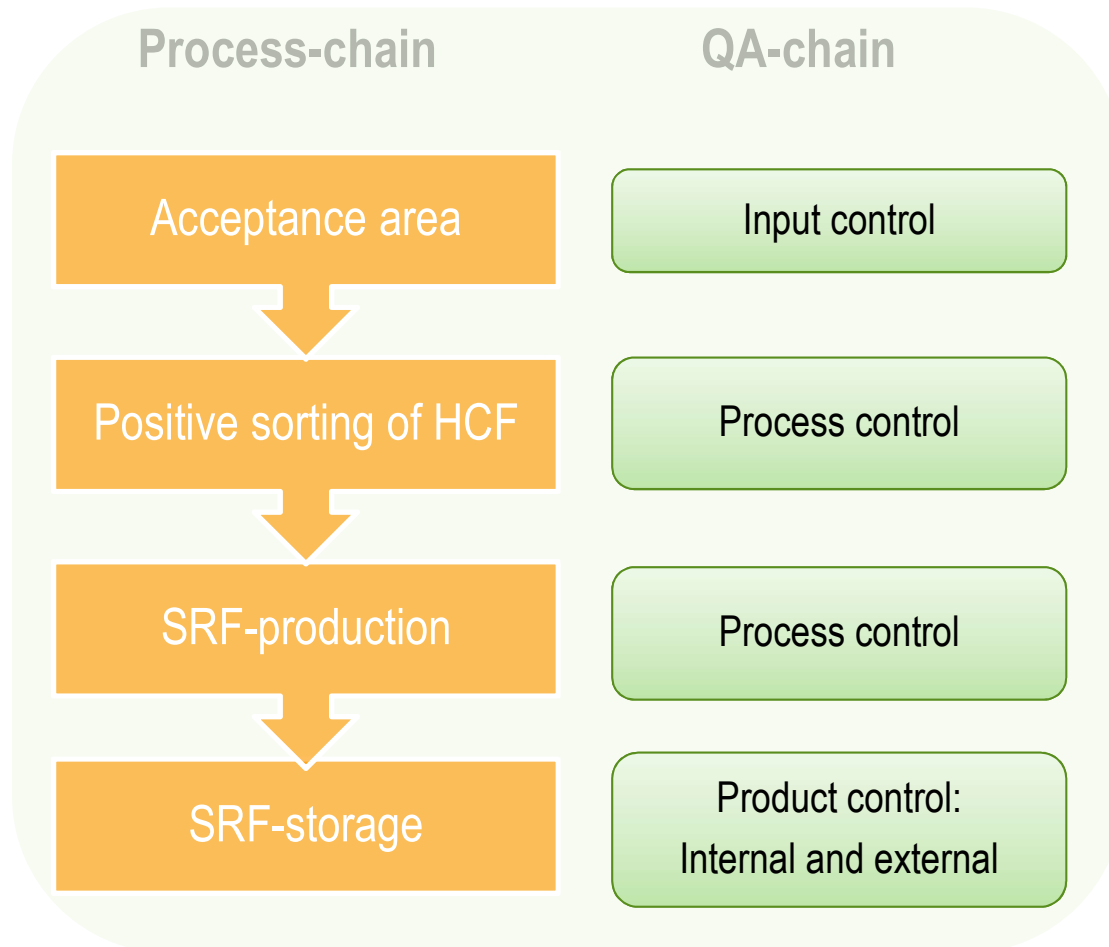 Process-chain
QA-chain
Acceptance area
Input control
Positive sorting of HCF
Process control
SRF-production
Process control
SRF-storage
Product control:
Internal and external